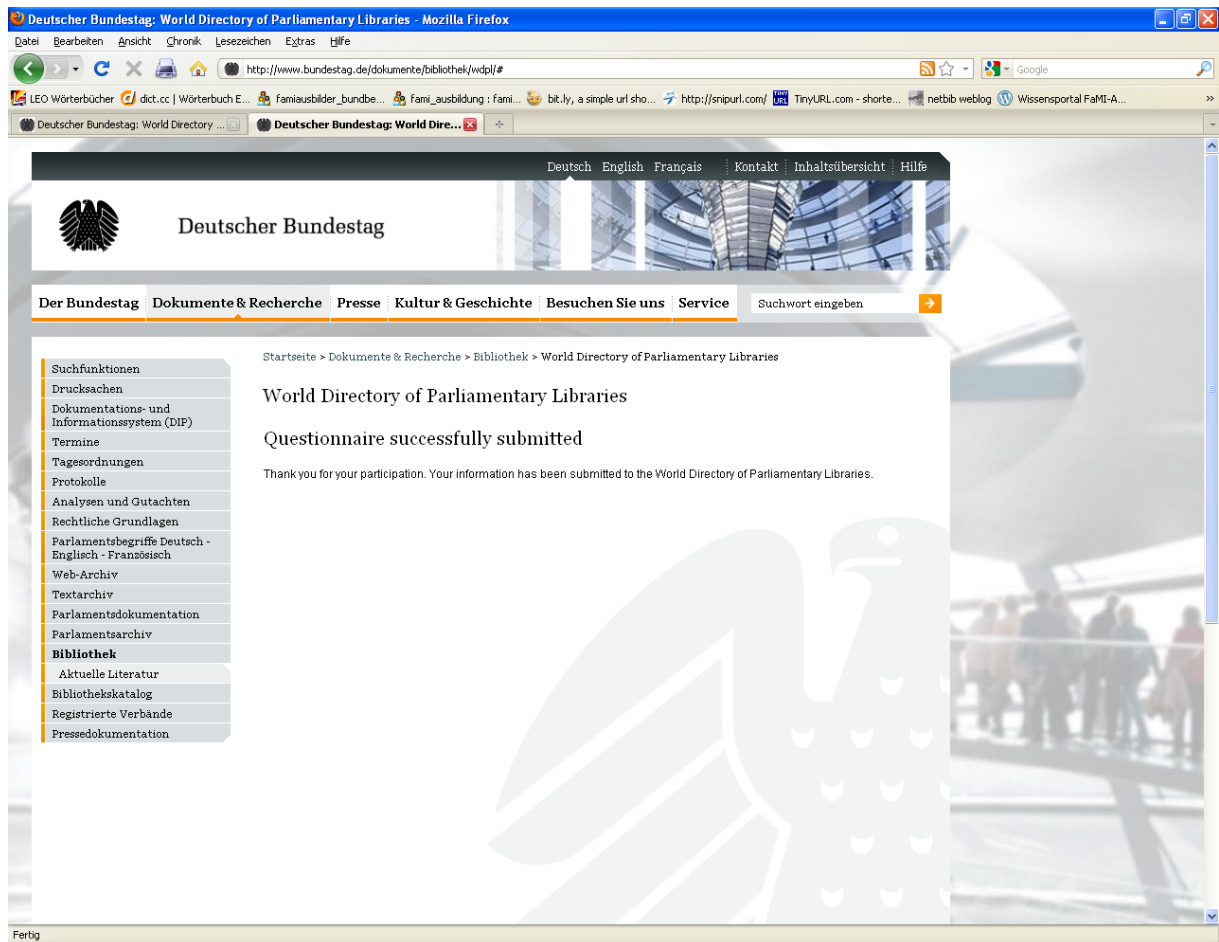 Deutscher Bundestag: World Directory of Parliamentary Libraries - Mozilla Firefox
Datei Bearbeiten Ansicht Chronik Lesezeichen Extras Hilfe
http://www.bundestag.de/dokumente/bibliothek/wdpl/# Google
LEO Wörterbücher dict.cc | Wörterbuch E... famiausbilder_bundbe... fami_ausbildung : fami... bit.ly, a simple url sho... http://snipurl.com/ TINY URL TinyURL.com - shorte... netbib weblog Wissensportal FaMI-A... »
Deutscher Bundestag: World Directory ... Deutscher Bundestag: World Dire...
Deutsch English Français Kontakt Inhaltsübersicht Hilfe
Deutscher Bundestag
Der Bundestag Dokumente & Recherche Presse Kultur & Geschichte Besuchen Sie uns Service Suchwort eingeben
Startseite > Dokumente & Recherche > Bibliothek > World Directory of Parliamentary Libraries
World Directory of Parliamentary Libraries
Questionnaire successfully submitted
Thank you for your participation. Your information has been submitted to the World Directory of Parliamentary Libraries.
Suchfunktionen
Drucksachen
Dokumentations- und
Informationssystem (DIP)
Termine
Tagesordnungen
Protokolle
Analysen und Gutachten
Rechtliche Grundlagen
Parlamentsbegriffe Deutsch -
Englisch - Französisch
Web-Archiv
Textarchiv
Parlamentsdokumentation
Parlamentsarchiv
Bibliothek
Aktuelle Literatur
Bibliothekskatalog
Registrierte Verbände
Pressedokumentation
Fertig